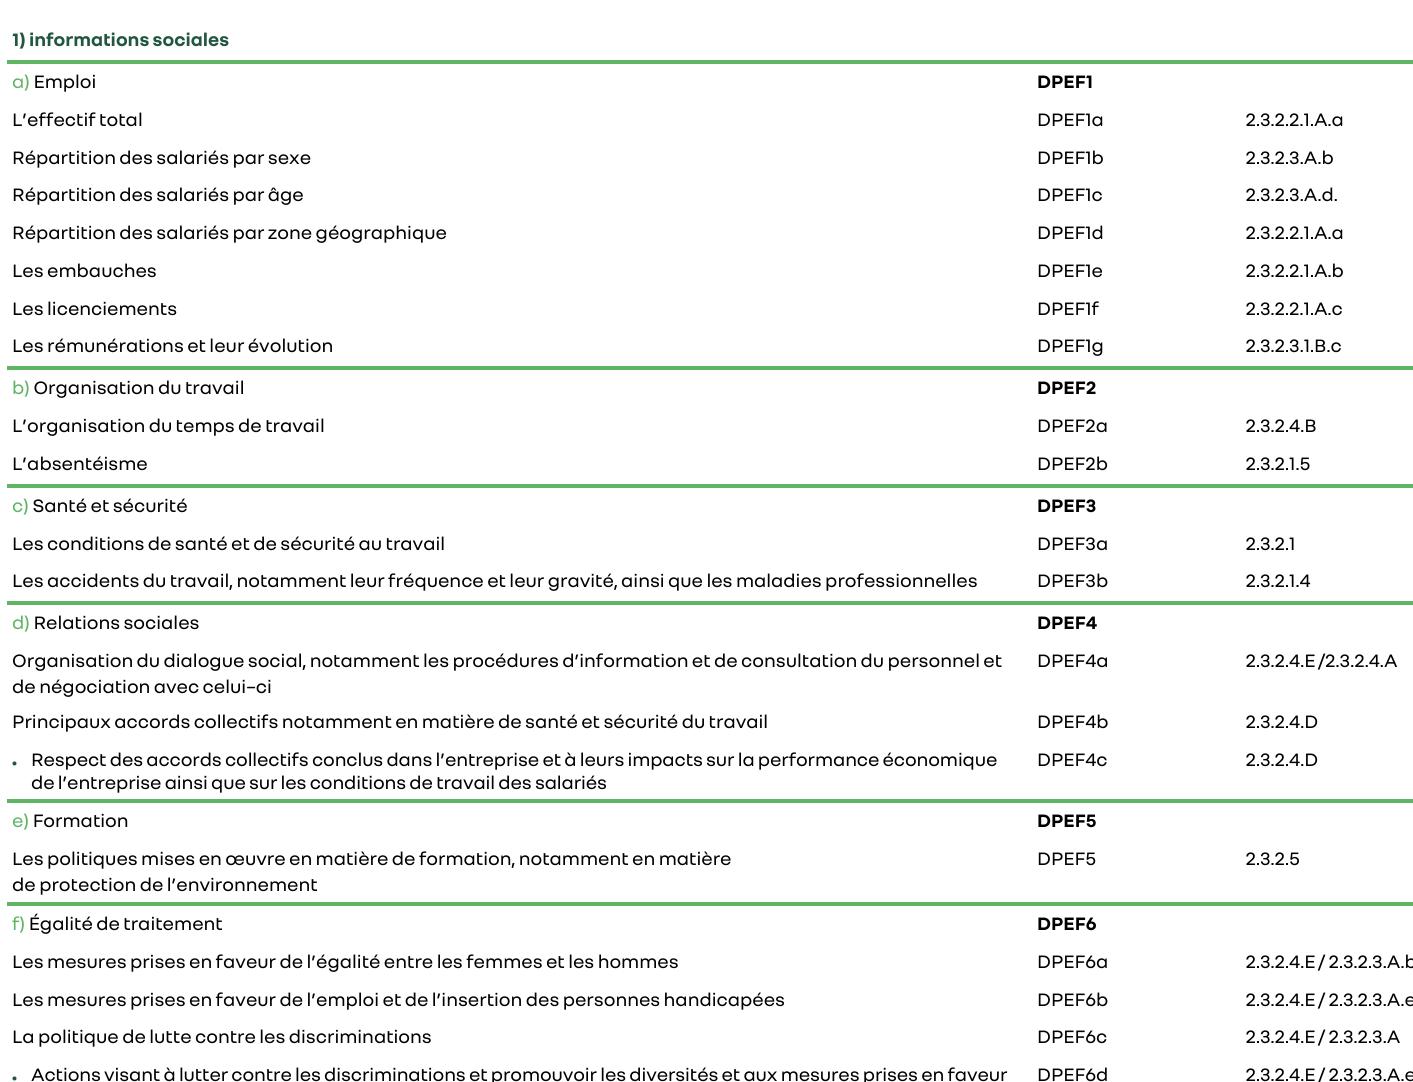 1) informations sociales
a) Emploi DPEF1
L'effectif total DPEF1a 2.3.2.2.1.A.a
Répartition des salariés par sexe DPEF1b 2.3.2.3.A.b
Répartition des salariés par âge DPEF1c 2.3.2.3.A.d.
Répartition des salariés par zone géographique DPEF1d 2.3.2.2.1.A.a
Les embauches DPEF1e 2.3.2.2.1.A.b
Les licenciements DPEF1f 2.3.2.2.1.A.c
Les rémunérations et leur évolution DPEF1g 2.3.2.3.1.B.c
b) Organisation du travail DPEF2
L'organisation du temps de travail DPEF2a 2.3.2.4.B
L'absentéisme DPEF2b 2.3.2.1.5
c) Santé et sécurité DPEF3
Les conditions de santé et de sécurité au travail DPEF3a 2.3.2.1
Les accidents du travail, notamment leur fréquence et leur gravité, ainsi que les maladies professionnelles DPEF3b 2.3.2.1.4
d) Relations sociales DPEF4
Organisation du dialogue social, notamment les procédures d'information et de consultation du personnel et DPEF4a 2.3.2.4.E /2.3.2.4.A
de négociation avec celui-ci
Principaux accords collectifs notamment en matière de santé et sécurité du travail DPEF4b 2.3.2.4.D
• Respect des accords collectifs conclus dans l'entreprise et à leurs impacts sur la performance économique DPEF4c 2.3.2.4.D
de l'entreprise ainsi que sur les conditions de travail des salariés
e) Formation DPEF5
Les politiques mises en œuvre en matière de formation, notamment en matière DPEF5 2.3.2.5
de protection de l'environnement
f) Égalité de traitement DPEF6
Les mesures prises en faveur de l'égalité entre les femmes et les hommes DPEF6a 2.3.2.4.E / 2.3.2.3.A.b
Les mesures prises en faveur de l'emploi et de l'insertion des personnes handicapées DPEF6b 2.3.2.4.E / 2.3.2.3.A.e
La politique de lutte contre les discriminations DPEF6c 2.3.2.4.E / 2.3.2.3.A
• Actions visant à lutter contre les discriminations et promouvoir les diversités et aux mesures prises en faveur DPEF6d 2.3.2.4.E / 2.3.2.3.A.e